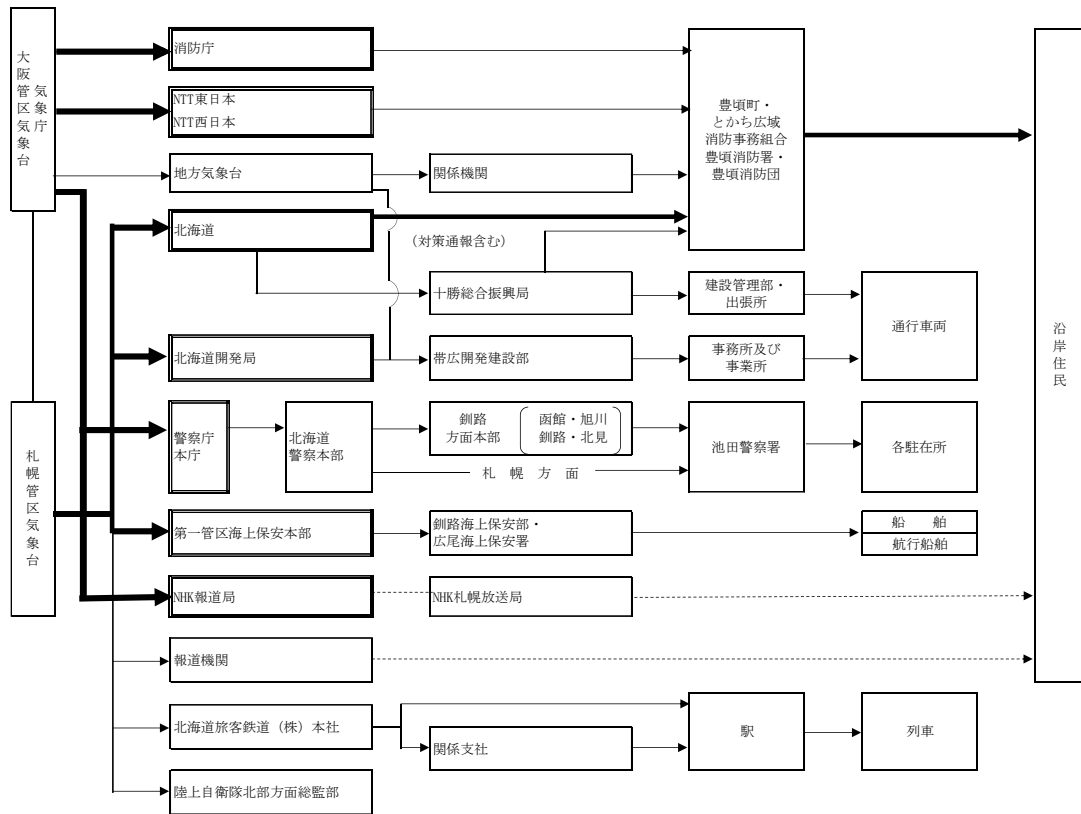 大阪管区気象台
気象庁
札幌管区気象台
消防庁
NTT東日本
NTT西日本
地方気象台
関係機関
北海道
(対策通報含む)
豊頃町・
とかち広域
消防事務組合
豊頃消防署・
豊頃消防団
十勝総合振興局
建設管理部・
出張所
通行車両
北海道開発局
帯広開発建設部
事務所及び
事業所
警察庁
本庁
北海道
警察本部
釧路
方面本部
函館・旭川
釧路・北見
札幌方面
池田警察署
各駐在所
第一管区海上保安本部
釧路海上保安部・
広尾海上保安署
船舶
航行船舶
NHK報道局
NHK札幌放送局
報道機関
北海道旅客鉄道(株)本社
関係支社
駅
列車
陸上自衛隊北部方面総監部
沿岸住民